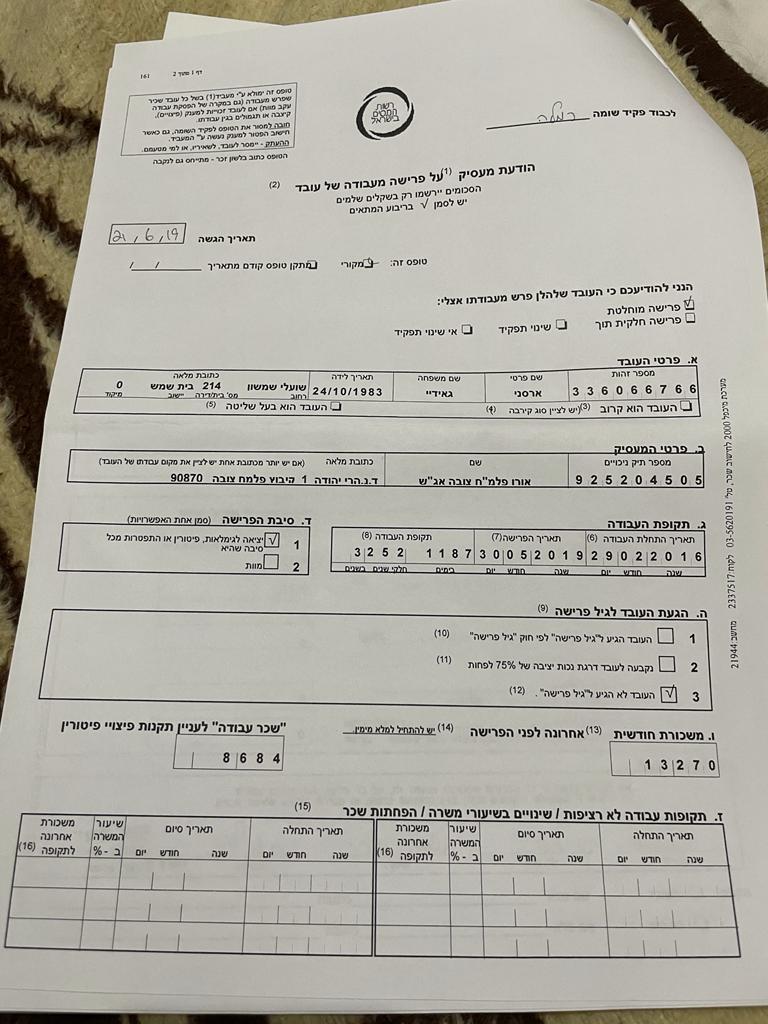 דף 1 מתוך 2
161
טופס זה ימולא ע"י מעביד(1) בשל כל עובד שכיר
שפרש מעבודה (גם במקרה של הפסקת עבודה
עקב מוות) אם לעובד זכויות למענק (פיצויים),
קיצבה או תגמולים בגין עבודתו.
חובה למסור את הטופס לפקיד השומה, גם כאשר
חישוב הפטור למענק נעשה ע"י המעביד.
ההעתק - יימסר לעובד, לשאיריו, או למי מטעמם.
הטופס כתוב בלשון זכר - מתייחס גם לנקבה
רשות
המסים
בישראל
לכבוד פקיד שומה רמלה
הודעת מעסיק (1)על פרישה מעבודה של עובד (2)
הסכומים יירשמו רק בשקלים שלמים
יש לסמן √ בריבוע המתאים
תאריך הגשה 21,6,19
טופס זה: מקורי מתקן טופס קודם מתאריך / /
הנני להודיעכם כי העובד שלהלן פרש מעבודתו אצלי:
√ פרישה מוחלטת
פרישה חלקית תוך שינוי תפקיד אי שינוי תפקיד
א. פרטי העובד
מספר זהות שם פרטי שם משפחה תאריך לידה כתובת מלאה
336066766 ארסני גאידיי 24/10/1983 שועלי שמשון 214 בית שמש 0
רחוב מס' בית/דירה יישוב מיקוד
העובד הוא קרוב (3)(יש לציין סוג קירבה) (4) העובד הוא בעל שליטה (5)
ב. פרטי המעסיק
מספר תיק ניכויים שם כתובת מלאה (אם יש יותר מכתובת אחת יש לציין את מקום עבודתו של העובד)
925204505 אורו פלמ"ח צובה אג"ש ד.נ.הרי יהודה 1 קיבוץ פלמח צובה 90870
ג. תקופת העבודה
תאריך התחלת העבודה (6) תאריך הפרישה(7) תקופת העבודה (8)
29022016 30052019 1187 3252
יום חודש שנה יום חודש שנה בימים חלקי שנים בשנים
ד. סיבת הפרישה (סמן אחת האפשרויות)
1 √ יציאה לגימלאות, פיטורין או התפטרות מכל
סיבה שהיא
2 מוות
ה. הגעת העובד לגיל פרישה (9)
1 העובד הגיע ל"גיל פרישה" לפי חוק "גיל פרישה" (10)
2 נקבעה לעובד דרגת נכות יציבה של 75% לפחות (11)
3 √ העובד לא הגיע ל"גיל פרישה". (12)
ו. משכורת חודשית (13)אחרונה לפני הפרישה (14) יש להתחיל למלא מימין. "שכר עבודה" לעניין תקנות פיצויי פיטורין
13270 8684
ז. תקופות עבודה לא רציפות / שינויים בשיעורי משרה / הפחתות שכר (15)
תאריך התחלה תאריך סיום שיעור המשרה ב - % משכורת אחרונה לתקופה (16) תאריך התחלה תאריך סיום שיעור המשרה ב - % משכורת אחרונה לתקופה (16)
יום חודש שנה יום חודש שנה יום חודש שנה יום חודש שנה
מערכת מיכפל 2000 לחישוב שכר, טל' 03-5620191 לקוח: 2337517 מחשב: 21944